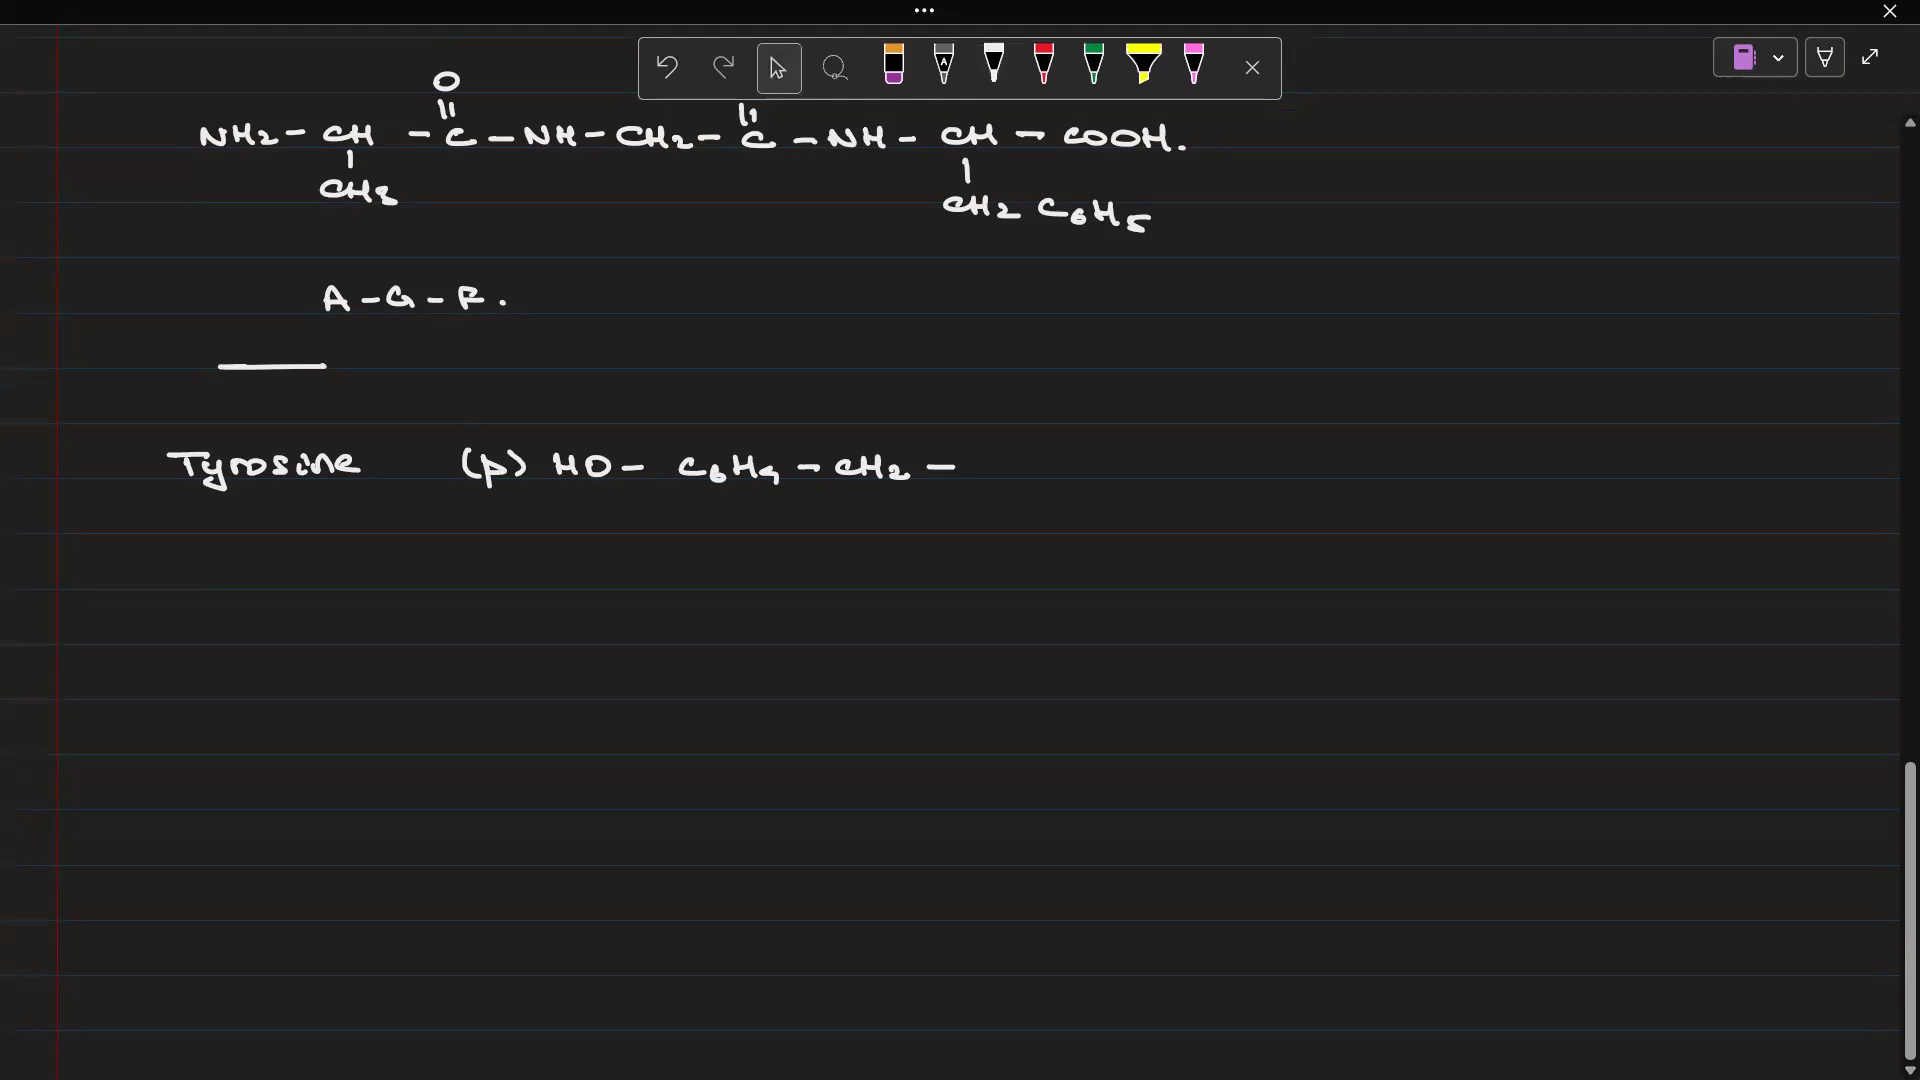 O
NH2 - CH - C - NH - CH2 - C - NH - CH - COOH.
CH3
CH2 C6H5
A - G - F.
Tyrosine (p) HO - C6H4 - CH2 -